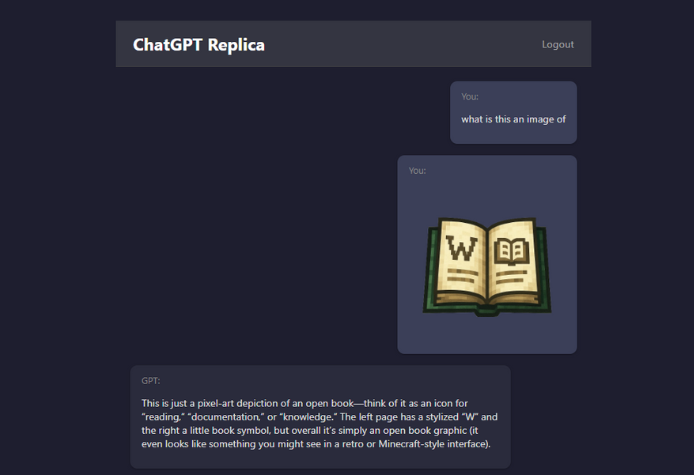 ChatGPT Replica
Logout
You:
what is this an image of
You:
W
GPT:
This is just a pixel-art depiction of an open book—think of it as an icon for
“reading,” “documentation,” or “knowledge.” The left page has a stylized “W” and
the right a little book symbol, but overall it’s simply an open book graphic (it
even looks like something you might see in a retro or Minecraft-style interface).